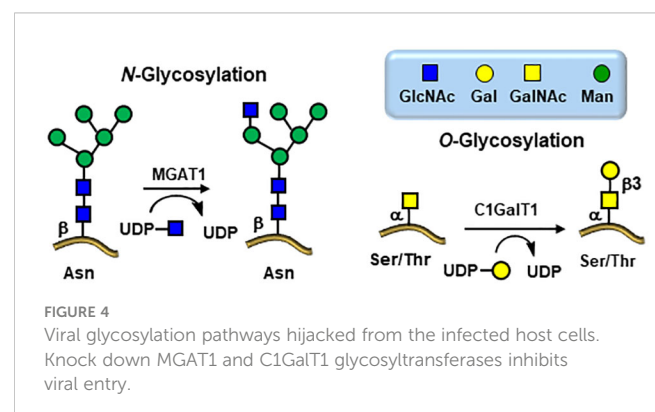 N-Glycosylation
MGAT1
UDP
UDP
β
β
Asn
Asn
GlcNAc Gal GalNAc Man
O-Glycosylation
C1GalT1
β3
α
α
Ser/Thr
Ser/Thr
UDP
UDP
FIGURE 4
Viral glycosylation pathways hijacked from the infected host cells.
Knock down MGAT1 and C1GalT1 glycosyltransferases inhibits
viral entry.